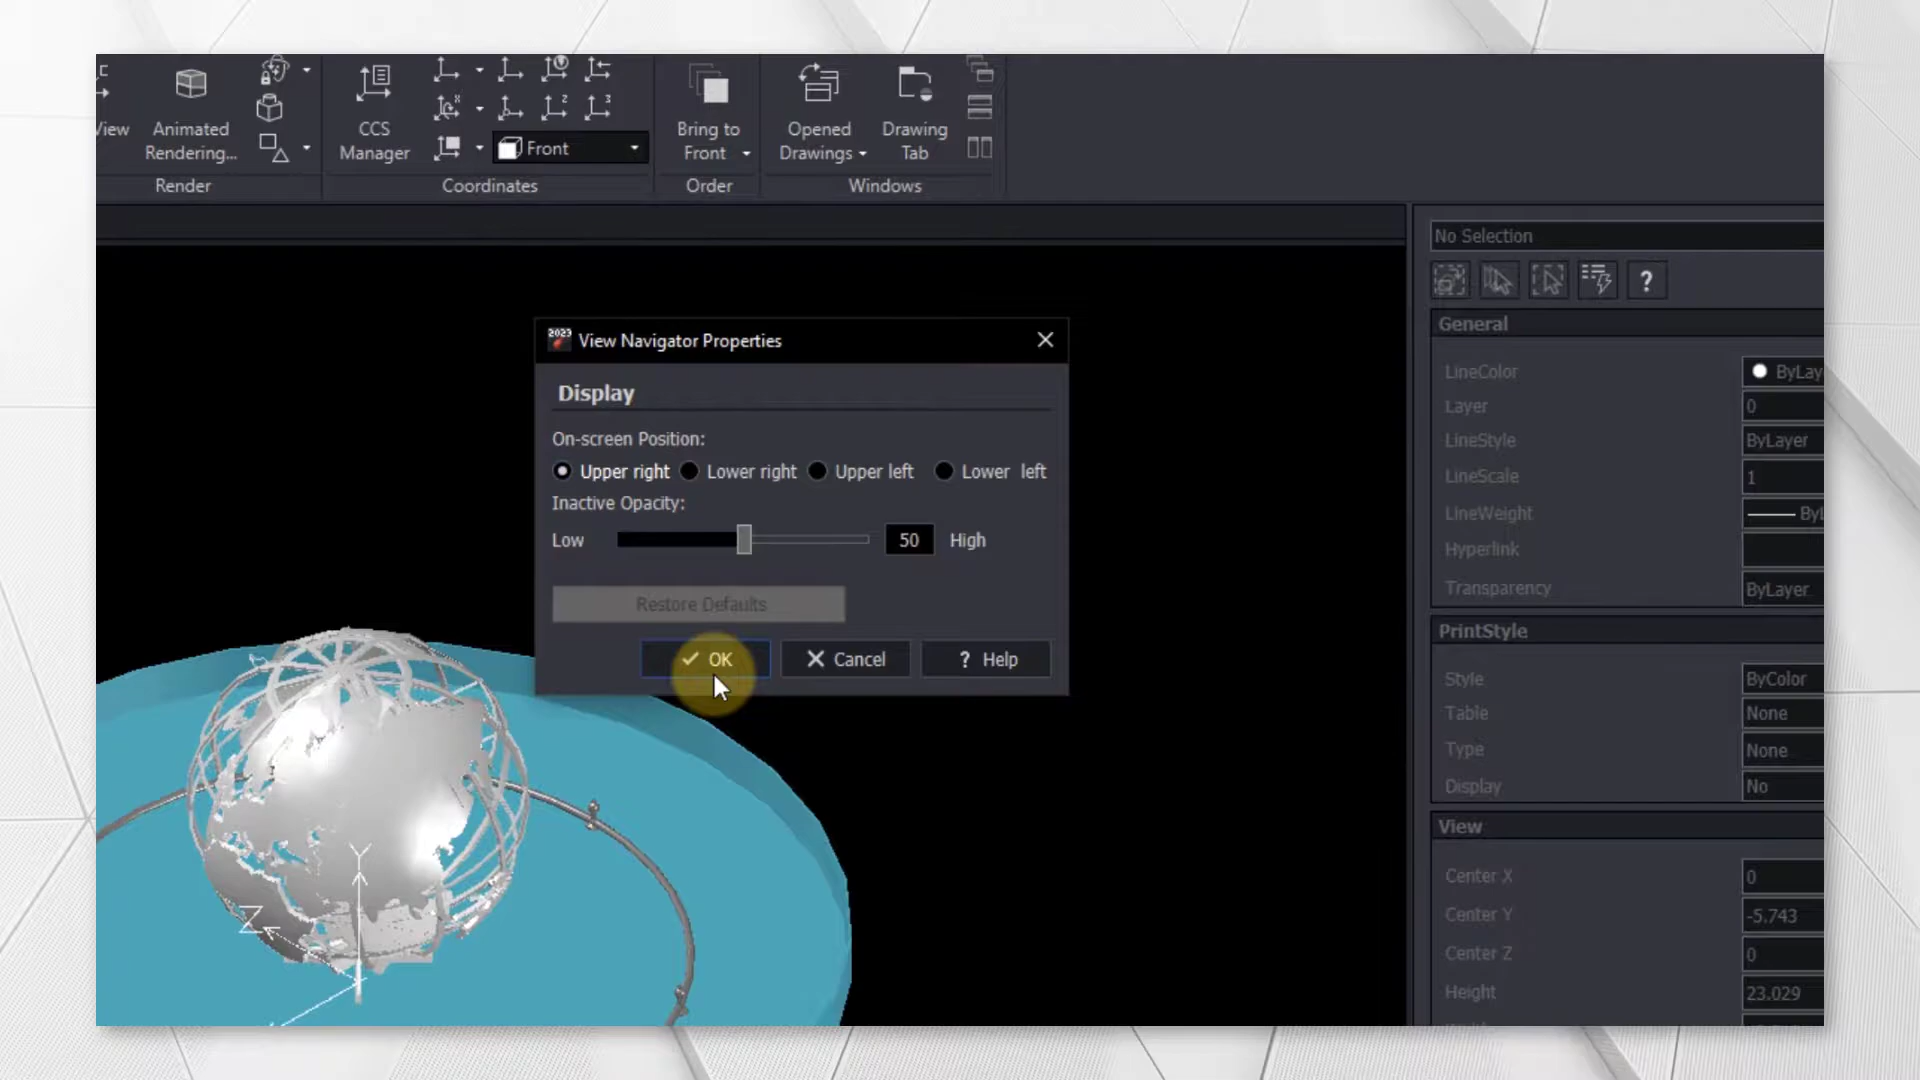 View
Animated
Rendering...
Render
CCS
Manager
Front
Coordinates
Bring to
Front
Order
Opened
Drawings
Drawing
Tab
Windows
No Selection
?
General
LineColor
ByLay
Layer
0
LineStyle
ByLayer
LineScale
1
LineWeight
ByL
Hyperlink
Transparency
ByLayer
PrintStyle
Style
ByColor
Table
None
Type
None
Display
No
View
Center X
0
Center Y
-5.743
Center Z
0
Height
23.029
2023
View Navigator Properties
Display
On-screen Position:
Upper right Lower right Upper left Lower left
Inactive Opacity:
Low 50 High
Restore Defaults
OK Cancel ? Help
Y
Z